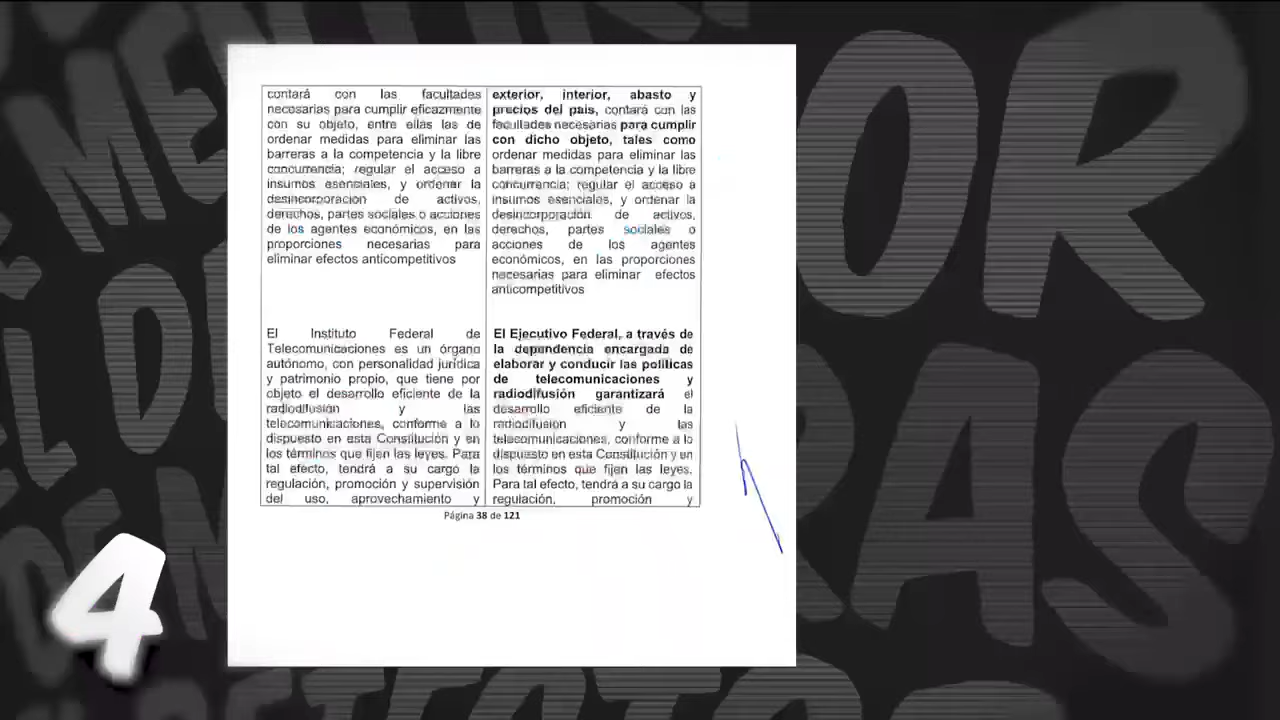 contará con las facultades
necesarias para cumplir eficazmente
con su objeto, entre ellas las de
ordenar medidas para eliminar las
barreras a la competencia y la libre
concurrencia; regular el acceso a
insumos esenciales, y ordenar la
desincorporación de activos,
derechos, partes sociales o acciones
de los agentes económicos, en las
proporciones necesarias para
eliminar efectos anticompetitivos
El Instituto Federal de
Telecomunicaciones es un órgano
autónomo, con personalidad jurídica
y patrimonio propio, que tiene por
objeto el desarrollo eficiente de la
radiodifusión y las
telecomunicaciones, conforme a lo
dispuesto en esta Constitución y en
los términos que fijen las leyes. Para
tal efecto, tendrá a su cargo la
regulación, promoción y supervisión
del uso, aprovechamiento y
exterior, interior, abasto y
precios del país, contará con las
facultades necesarias para cumplir
con dicho objeto, tales como
ordenar medidas para eliminar las
barreras a la competencia y la libre
concurrencia; regular el acceso a
insumos esenciales, y ordenar la
desincorporación de activos,
derechos, partes sociales o
acciones de los agentes
económicos, en las proporciones
necesarias para eliminar efectos
anticompetitivos
El Ejecutivo Federal, a través de
la dependencia encargada de
elaborar y conducir las políticas
de telecomunicaciones y
radiodifusión garantizará el
desarrollo eficiente de la
radiodifusión y las
telecomunicaciones, conforme a lo
dispuesto en esta Constitución y en
los términos que fijen las leyes.
Para tal efecto, tendrá a su cargo la
regulación, promoción y
Página 38 de 121
4